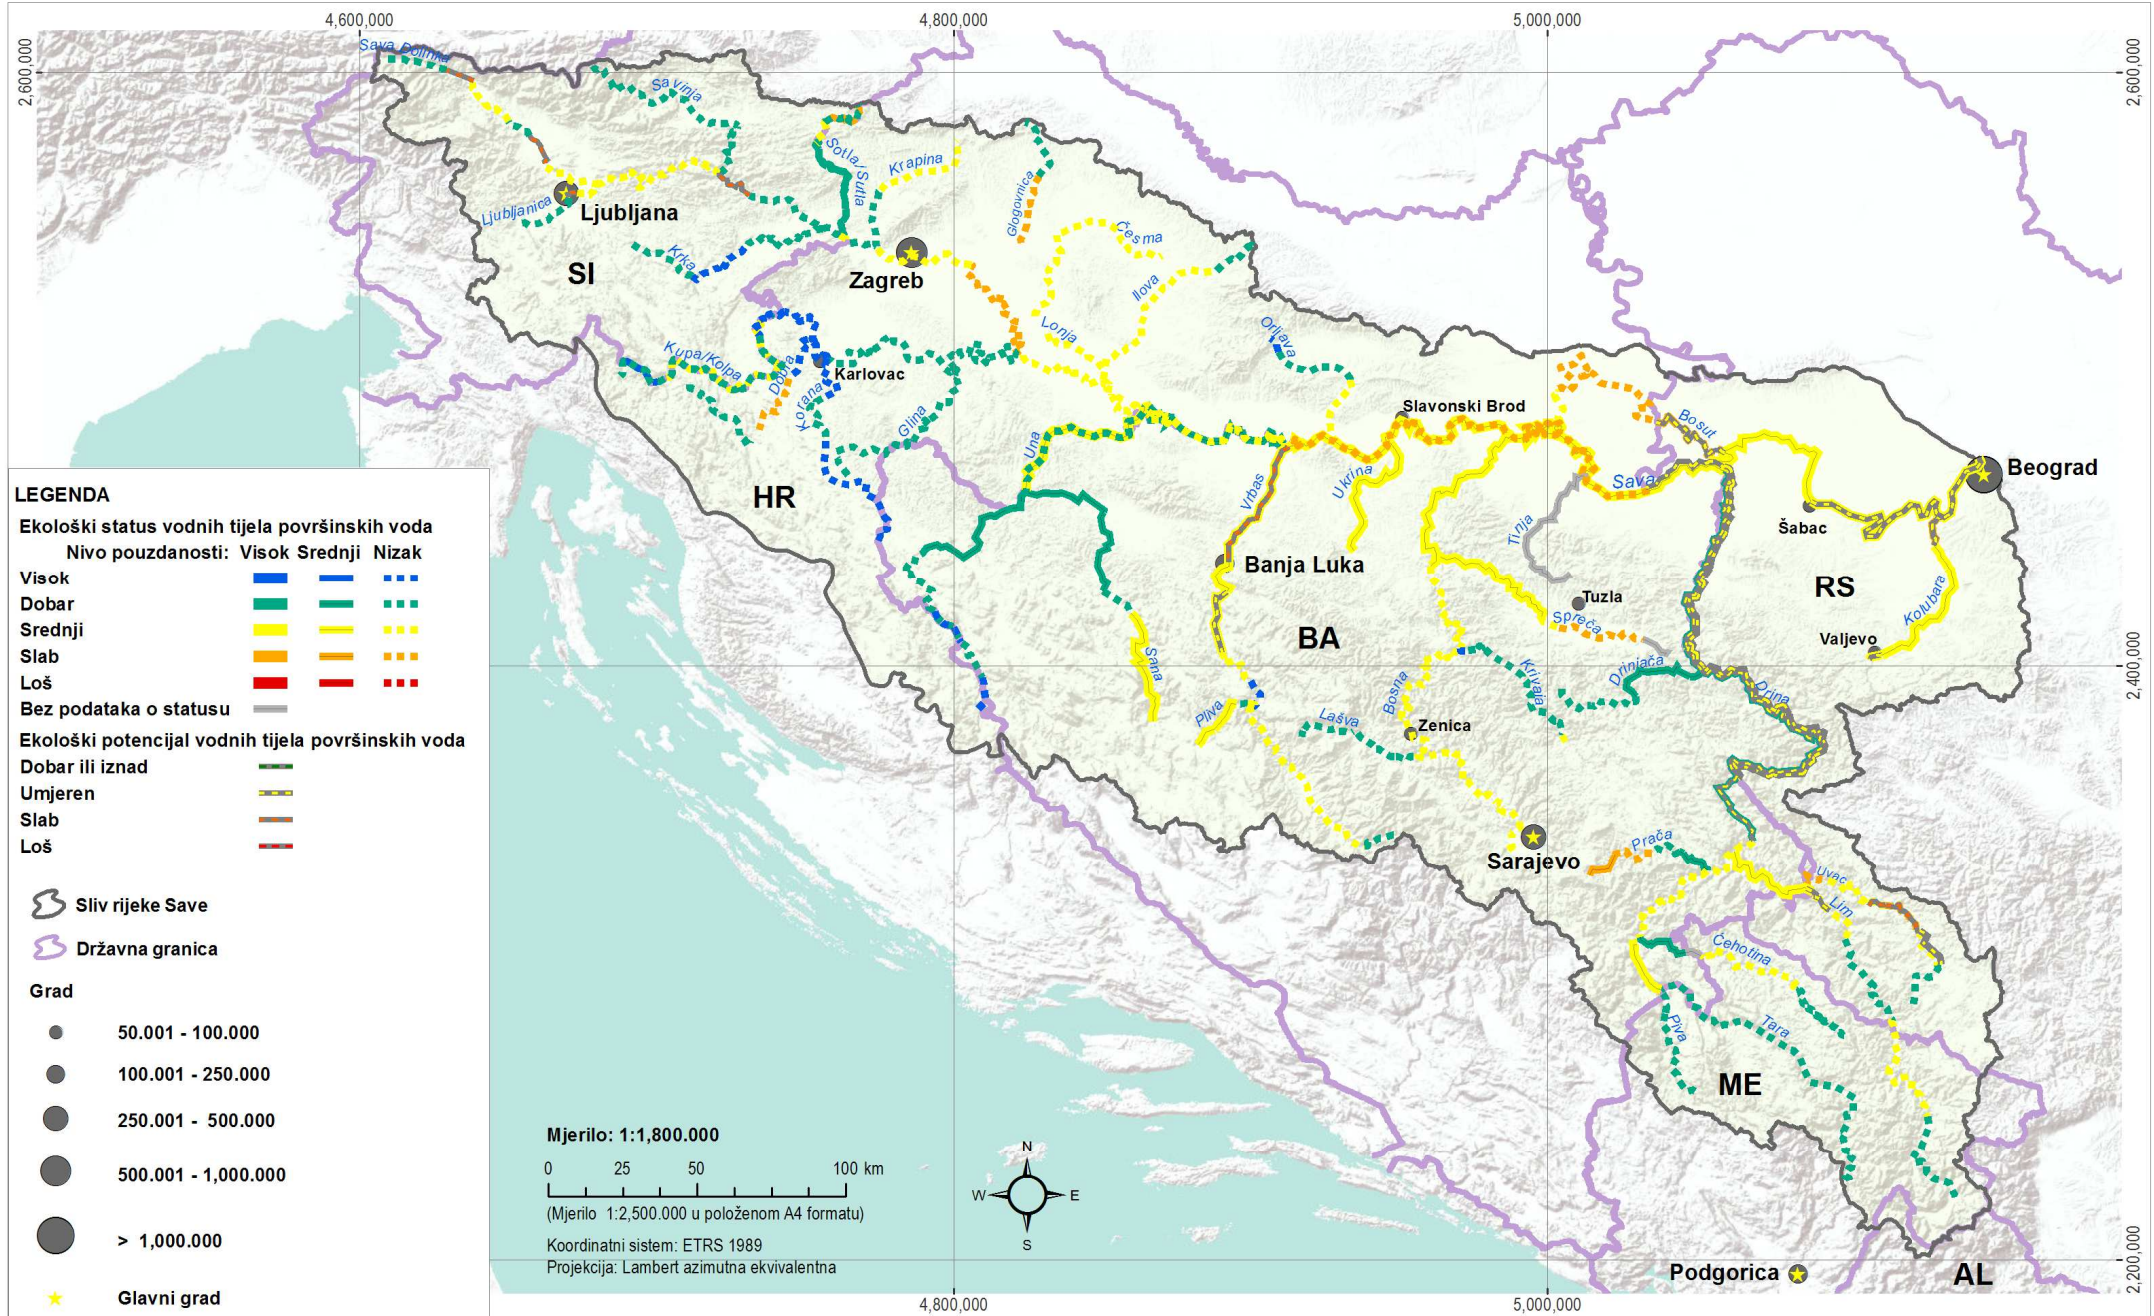 4,600,000
4,800,000
5,000,000
2,600,000
2,600,000
Sava Dolinka
Savinja
Sotla/Sutla
Krapina
Glogovnica
Česma
Ljubljanica
Ljubljana
Krka
SI
Zagreb
Ilova
Lonja
Orljava
Kupa/Kolpa
Dobra
Karlovac
Korana
Glina
Slavonski Brod
Bosut
Una
HR
Vrbas
Ukrina
Sava
Beograd
Šabac
Tinja
Banja Luka
RS
Tuzla
Kolubara
Spreča
Valjevo
BA
Sana
Bosna
Krivaja
Drinjača
Drina
2,400,000
Pliva
Lašva
Zenica
Sarajevo
Prača
Uvac
Lim
Ćehotina
Piva
Tara
ME
Podgorica
AL
2,200,000
4,800,000
5,000,000
LEGENDA
Ekološki status vodnih tijela površinskih voda
Nivo pouzdanosti: Visok Srednji Nizak
Visok
Dobar
Srednji
Slab
Loš
Bez podataka o statusu
Ekološki potencijal vodnih tijela površinskih voda
Dobar ili iznad
Umjeren
Slab
Loš
Sliv rijeke Save
Državna granica
Grad
50.001 - 100.000
100.001 - 250.000
250.001 - 500.000
500.001 - 1,000.000
> 1,000.000
Glavni grad
Mjerilo: 1:1,800.000
0 25 50 100 km
(Mjerilo 1:2,500.000 u položenom A4 formatu)
Koordinatni sistem: ETRS 1989
Projekcija: Lambert azimutna ekvivalentna
N
W E
S